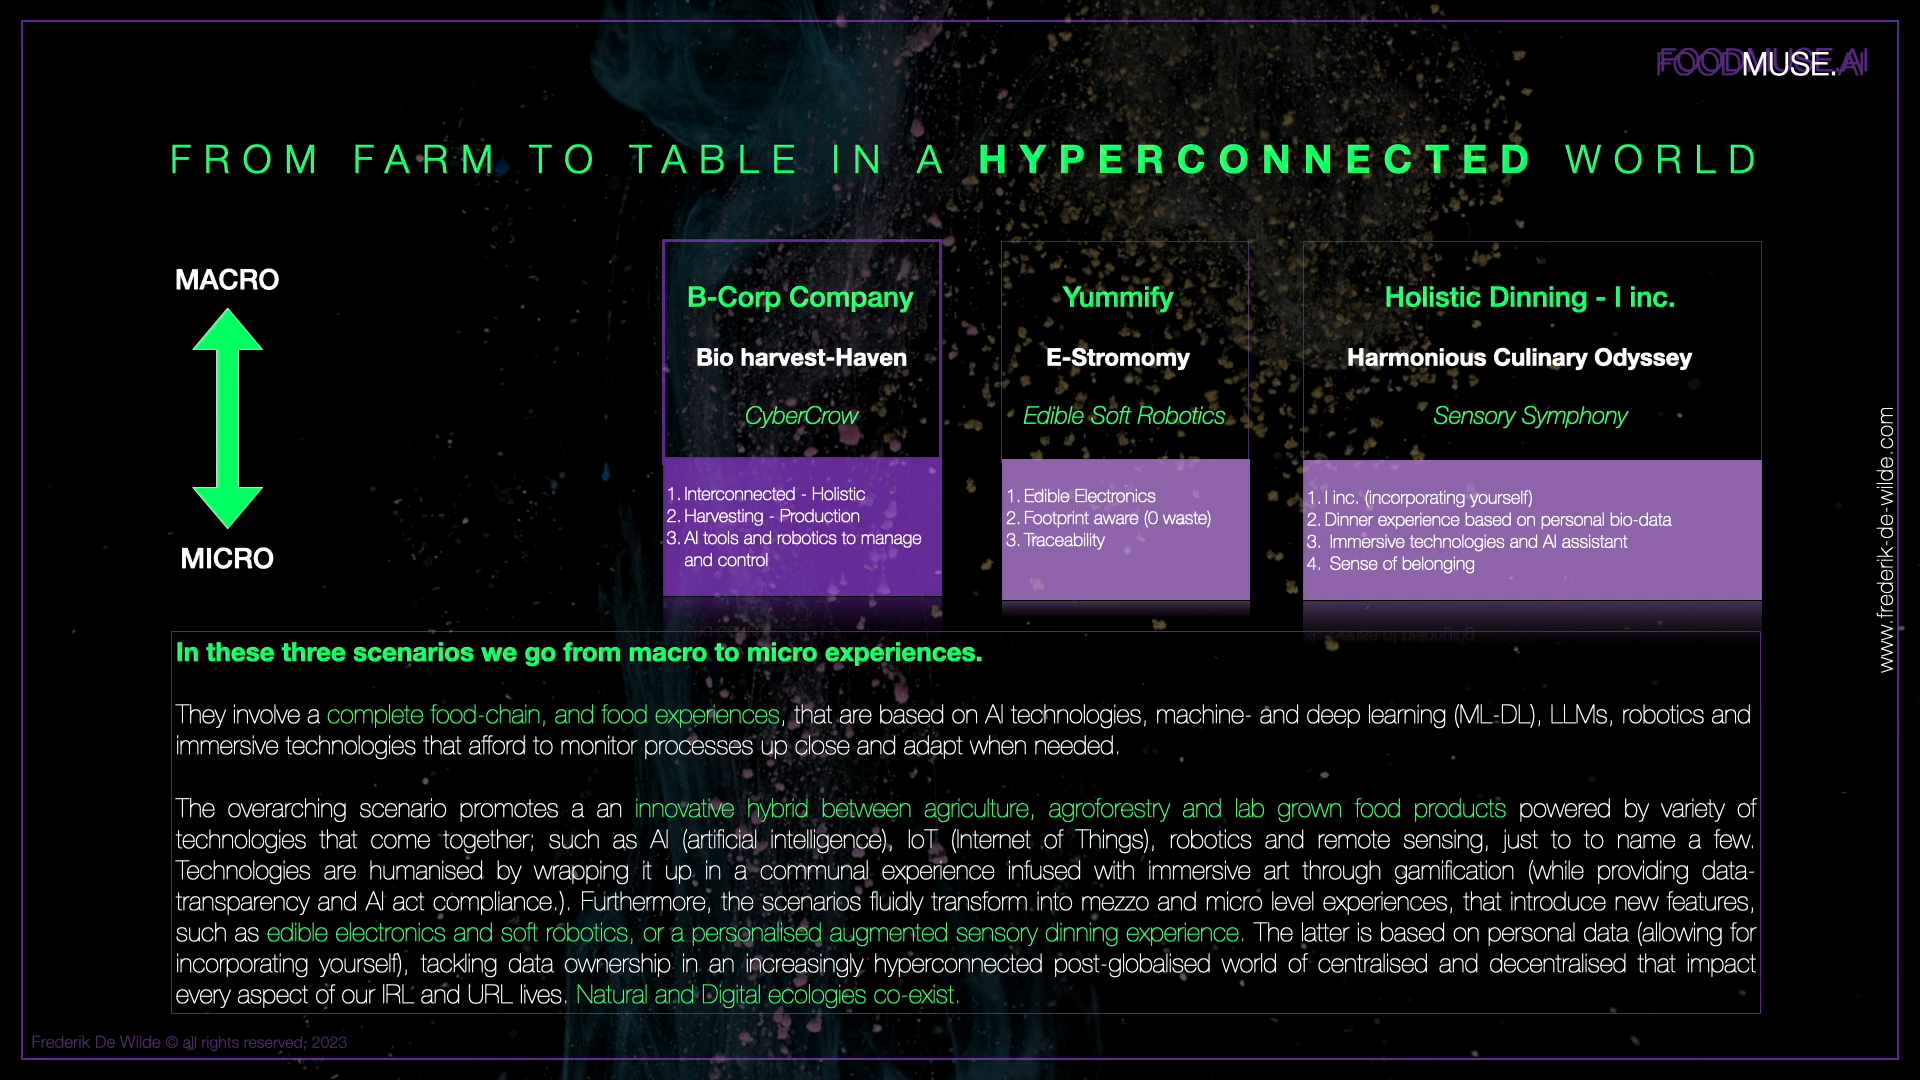 FOODMUSE.AI
FROM FARM TO TABLE IN A HYPERCONNECTED WORLD
MACRO
MICRO
B-Corp Company
Bio harvest-Haven
CyberCrow
1. Interconnected - Holistic
2. Harvesting - Production
3. AI tools and robotics to manage
and control
Yummify
E-Stromomy
Edible Soft Robotics
1. Edible Electronics
2. Footprint aware (0 waste)
3. Traceability
Holistic Dinning - I inc.
Harmonious Culinary Odyssey
Sensory Symphony
1. I inc. (incorporating yourself)
2. Dinner experience based on personal bio-data
3. Immersive technologies and AI assistant
4. Sense of belonging
www.frederik-de-wilde.com
In these three scenarios we go from macro to micro experiences.
They involve a complete food-chain, and food experiences, that are based on AI technologies, machine- and deep learning (ML-DL), LLMs, robotics and
immersive technologies that afford to monitor processes up close and adapt when needed.
The overarching scenario promotes a an innovative hybrid between agriculture, agroforestry and lab grown food products powered by variety of
technologies that come together; such as AI (artificial intelligence), IoT (Internet of Things), robotics and remote sensing, just to to name a few.
Technologies are humanised by wrapping it up in a communal experience infused with immersive art through gamification (while providing data-
transparency and AI act compliance.). Furthermore, the scenarios fluidly transform into mezzo and micro level experiences, that introduce new features,
such as edible electronics and soft robotics, or a personalised augmented sensory dinning experience. The latter is based on personal data (allowing for
incorporating yourself), tackling data ownership in an increasingly hyperconnected post-globalised world of centralised and decentralised that impact
every aspect of our IRL and URL lives. Natural and Digital ecologies co-exist.
Frederik De Wilde © all rights reserved, 2023